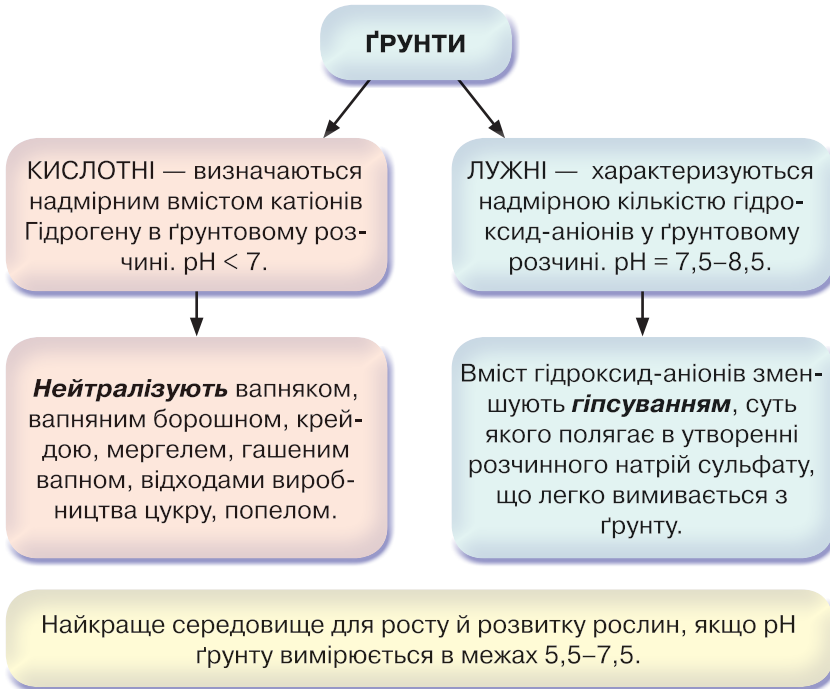 ҐРУНТИ
КИСЛОТНІ — визначаються
надмірним вмістом катіонів
Гідрогену в ґрунтовому роз-
чині. pH < 7.
ЛУЖНІ — характеризуються
надмірною кількістю гідро-
ксид-аніонів у ґрунтовому
розчині. pH = 7,5–8,5.
Нейтралізують вапняком,
вапняним борошном, крей-
дою, мергелем, гашеним
вапном, відходами вироб-
ництва цукру, попелом.
Вміст гідроксид-аніонів змен-
шують гіпсуванням, суть
якого полягає в утворенні
розчинного натрій сульфату,
що легко вимивається з
ґрунту.
Найкраще середовище для росту й розвитку рослин, якщо pH
ґрунту вимірюється в межах 5,5–7,5.